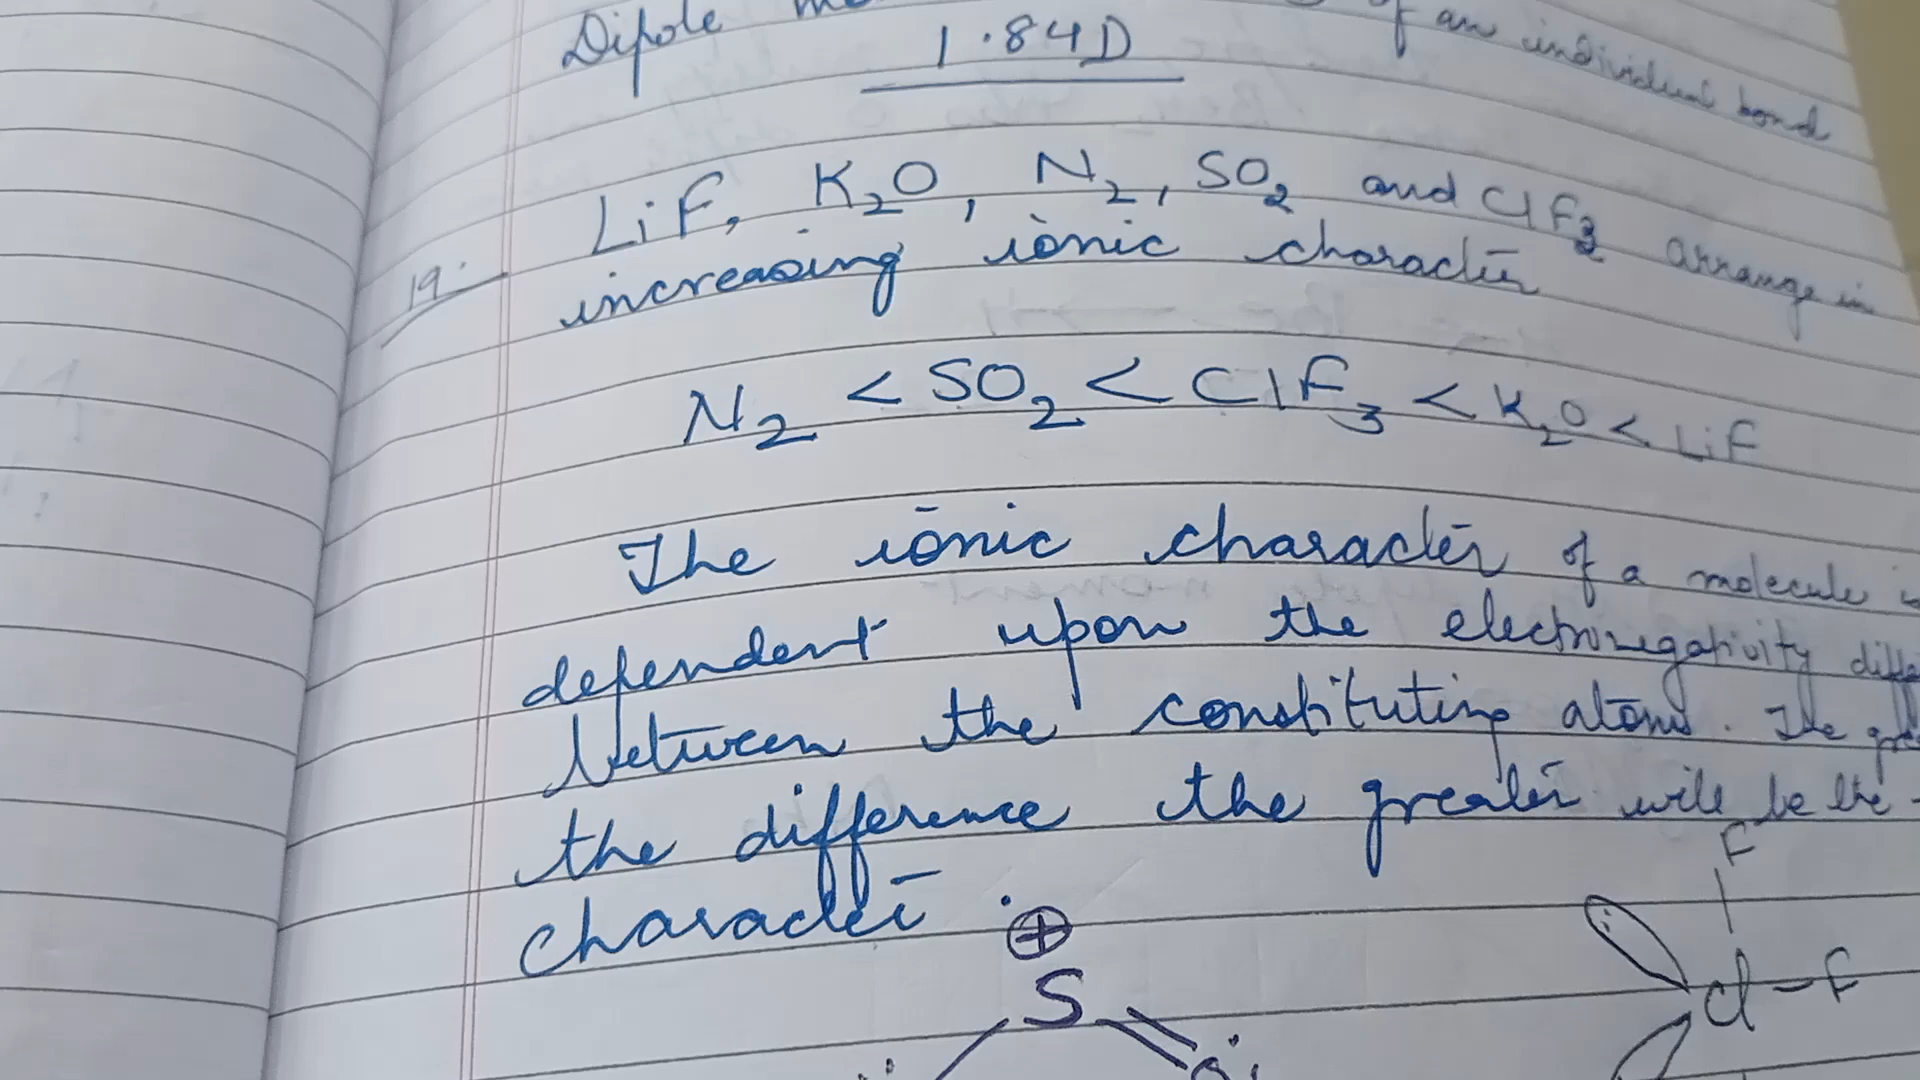 Dipole of an individual bond
1.84D
19. LiF, K2O, N2, SO2 and ClF3 arrange in
increasing ionic character
N2 < SO2 < ClF3 < K2O < LiF
The ionic character of a molecule is
dependent upon the electronegativity
between the constituting atoms. The
the difference the greater will be the
character.
⊕
S
F
Cl-F